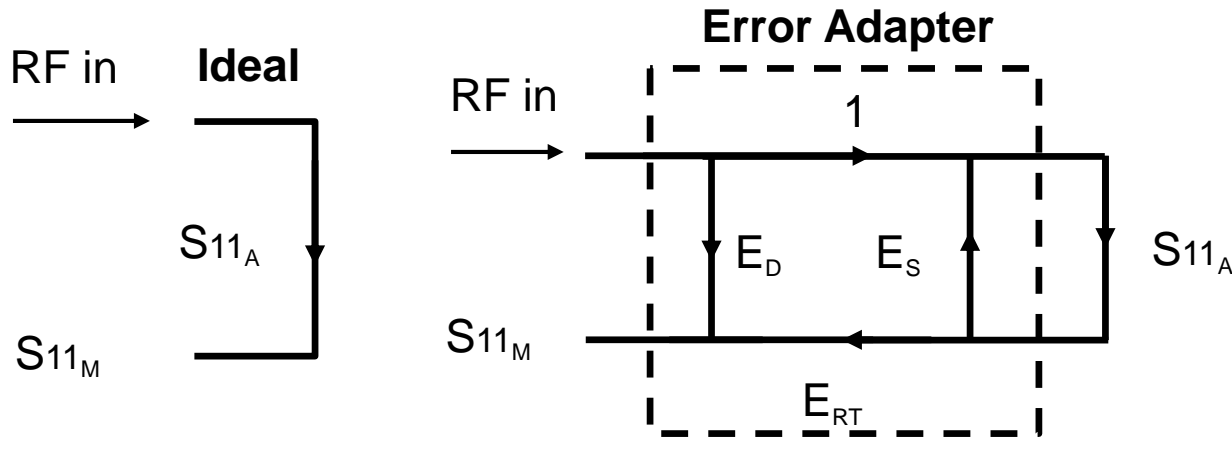 Error Adapter
RF in
Ideal
RF in
1
S11A
ED
ES
S11A
S11M
S11M
ERT